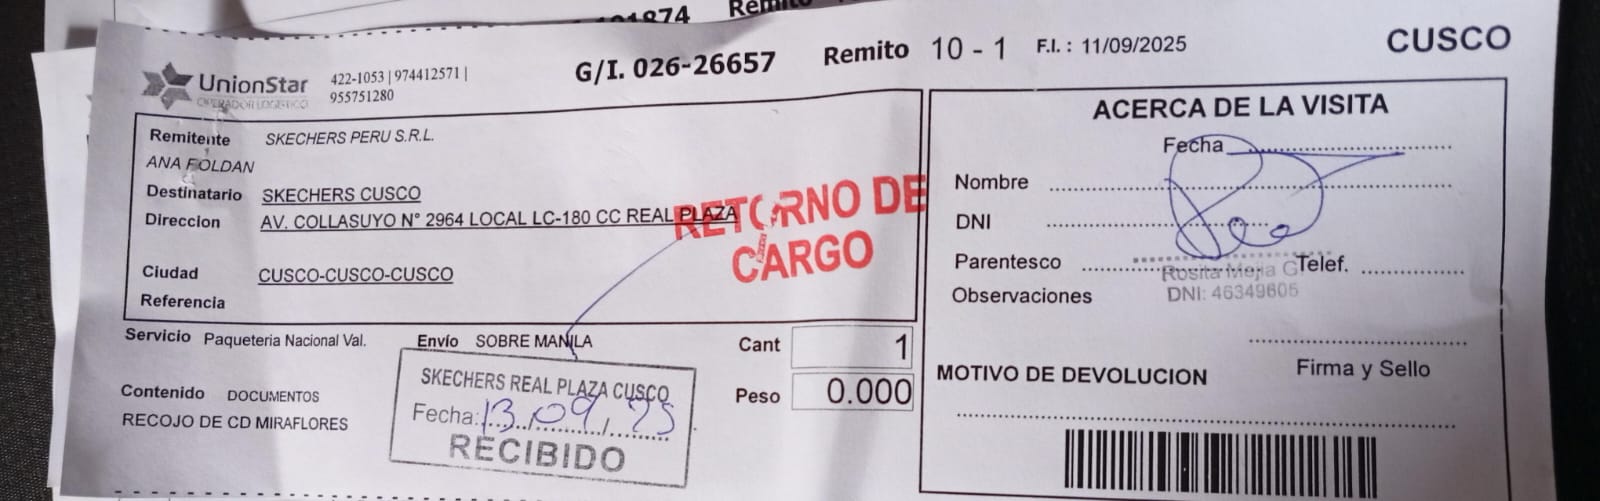 Remito
UnionStar
OPERADOR LOGISTICO
422-1053 | 974412571 |
955751280
G/I. 026-26657
Remito 10 - 1
F.I. : 11/09/2025
CUSCO
Remitente SKECHERS PERU S.R.L.
ANA FOLDAN
Destinatario SKECHERS CUSCO
Direccion AV. COLLASUYO N° 2964 LOCAL LC-180 CC REAL PLAZA
Ciudad CUSCO-CUSCO-CUSCO
Referencia
RETORNO DE
CARGO
Servicio Paqueteria Nacional Val.
Envío SOBRE MANILA
Cant 1
Peso 0.000
Contenido DOCUMENTOS
RECOJO DE CD MIRAFLORES
SKECHERS REAL PLAZA CUSCO
Fecha: 13/09/25
RECIBIDO
ACERCA DE LA VISITA
Fecha
Nombre
DNI
Parentesco Telef.
Rosita Mejia G
DNI: 46349605
Observaciones
Firma y Sello
MOTIVO DE DEVOLUCION